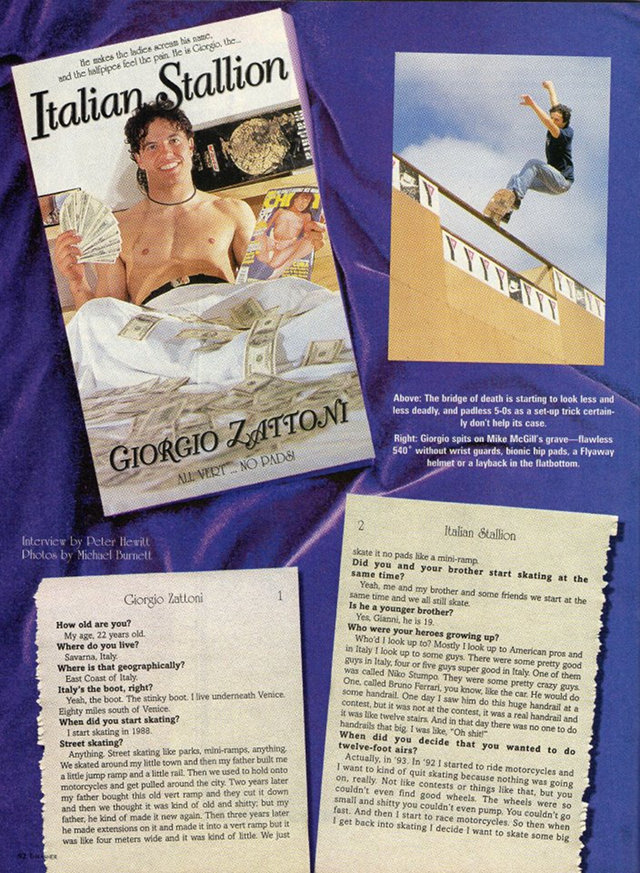 He makes the ladies scream his name,
and the halfpipes feel the pain. He is Giorgio, the...
Italian Stallion
GIORGIO ZATTONI
ALL VERT... NO PADS!
Above: The bridge of death is starting to look less and
less deadly, and padless 5-0s as a set-up trick certain-
ly don't help its case.
Right: Giorgio spits on Mike McGill's grave—flawless
540° without wrist guards, bionic hip pads, a Flyaway
helmet or a layback in the flatbottom.
Interview by Peter Hewitt
Photos by Michael Burnett
Giorgio Zattoni 1
How old are you?
My age, 22 years old.
Where do you live?
Savarna, Italy.
Where is that geographically?
East Coast of Italy.
Italy's the boot, right?
Yeah, the boot. The stinky boot. I live underneath Venice.
Eighty miles south of Venice.
When did you start skating?
I start skating in 1988.
Street skating?
Anything. Street skating like parks, mini-ramps, anything.
We skated around my little town and then my father built me
a little jump ramp and a little rail. Then we used to hold onto
motorcycles and get pulled around the city. Two years later
my father bought this old vert ramp and they cut it down
and then we thought it was kind of old and shitty; but my
father, he kind of made it new again. Then three years later
he made extensions on it and made it into a vert ramp but it
was like four meters wide and it was kind of little. We just
2 Italian Stallion
skate it no pads like a mini-ramp.
Did you and your brother start skating at the
same time?
Yeah, me and my brother and some friends we start at the
same time and we all still skate.
Is he a younger brother?
Yes, Gianni, he is 19.
Who were your heroes growing up?
Who'd I look up to? Mostly I look up to American pros and
in Italy I look up to some guys. There were some pretty good
guys in Italy, four or five guys super good in Italy. One of them
was called Niko Stumpo. They were some pretty crazy guys.
One, called Bruno Ferrari, you know, like the car. He would do
some handrail. One day I saw him do this huge handrail at a
contest, but it was not at the contest, it was a real handrail and
it was like twelve stairs. And in that day there was no one to do
handrails that big. I was like, "Oh shit!"
When did you decide that you wanted to do
twelve-foot airs?
Actually, in '93. In '92 I started to ride motorcycles and
I want to kind of quit skating because nothing was going
on, really. Not like contests or things like that, but you
couldn't even find good wheels. The wheels were so
small and shitty you couldn't even pump. You couldn't go
fast. And then I start to race motorcycles. So then when
I get back into skating I decide I want to skate some big
92 THRASHER